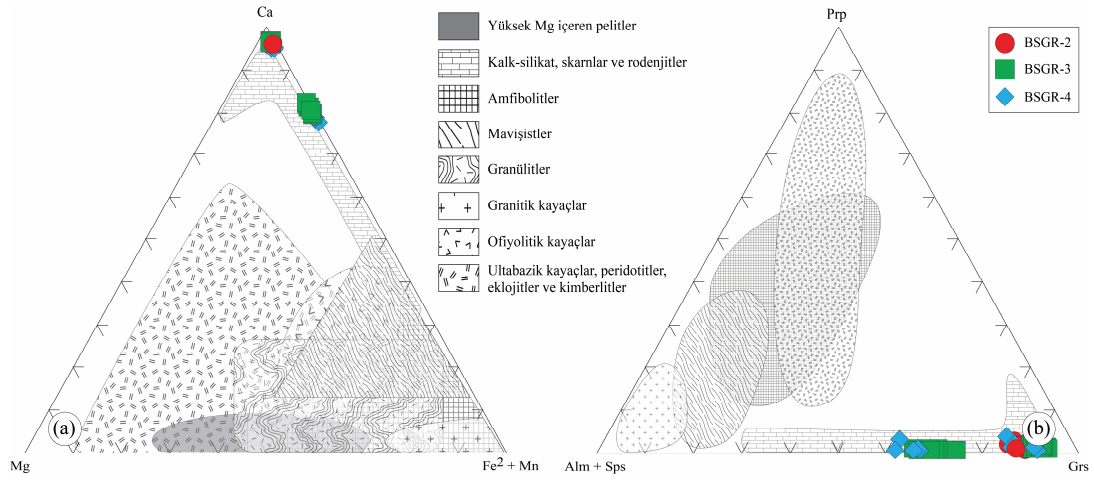 Ca
Mg
Fe2 + Mn
(a)
Yüksek Mg içeren pelitler
Kalk-silikat, skarnlar ve rodenjitler
Amfibolitler
Mavişistler
Granülitler
Granitik kayaçlar
Ofiyolitik kayaçlar
Ultabazik kayaçlar, peridotitler,
eklojitler ve kimberlitler
Prp
Alm + Sps
Grs
(b)
BSGR-2
BSGR-3
BSGR-4